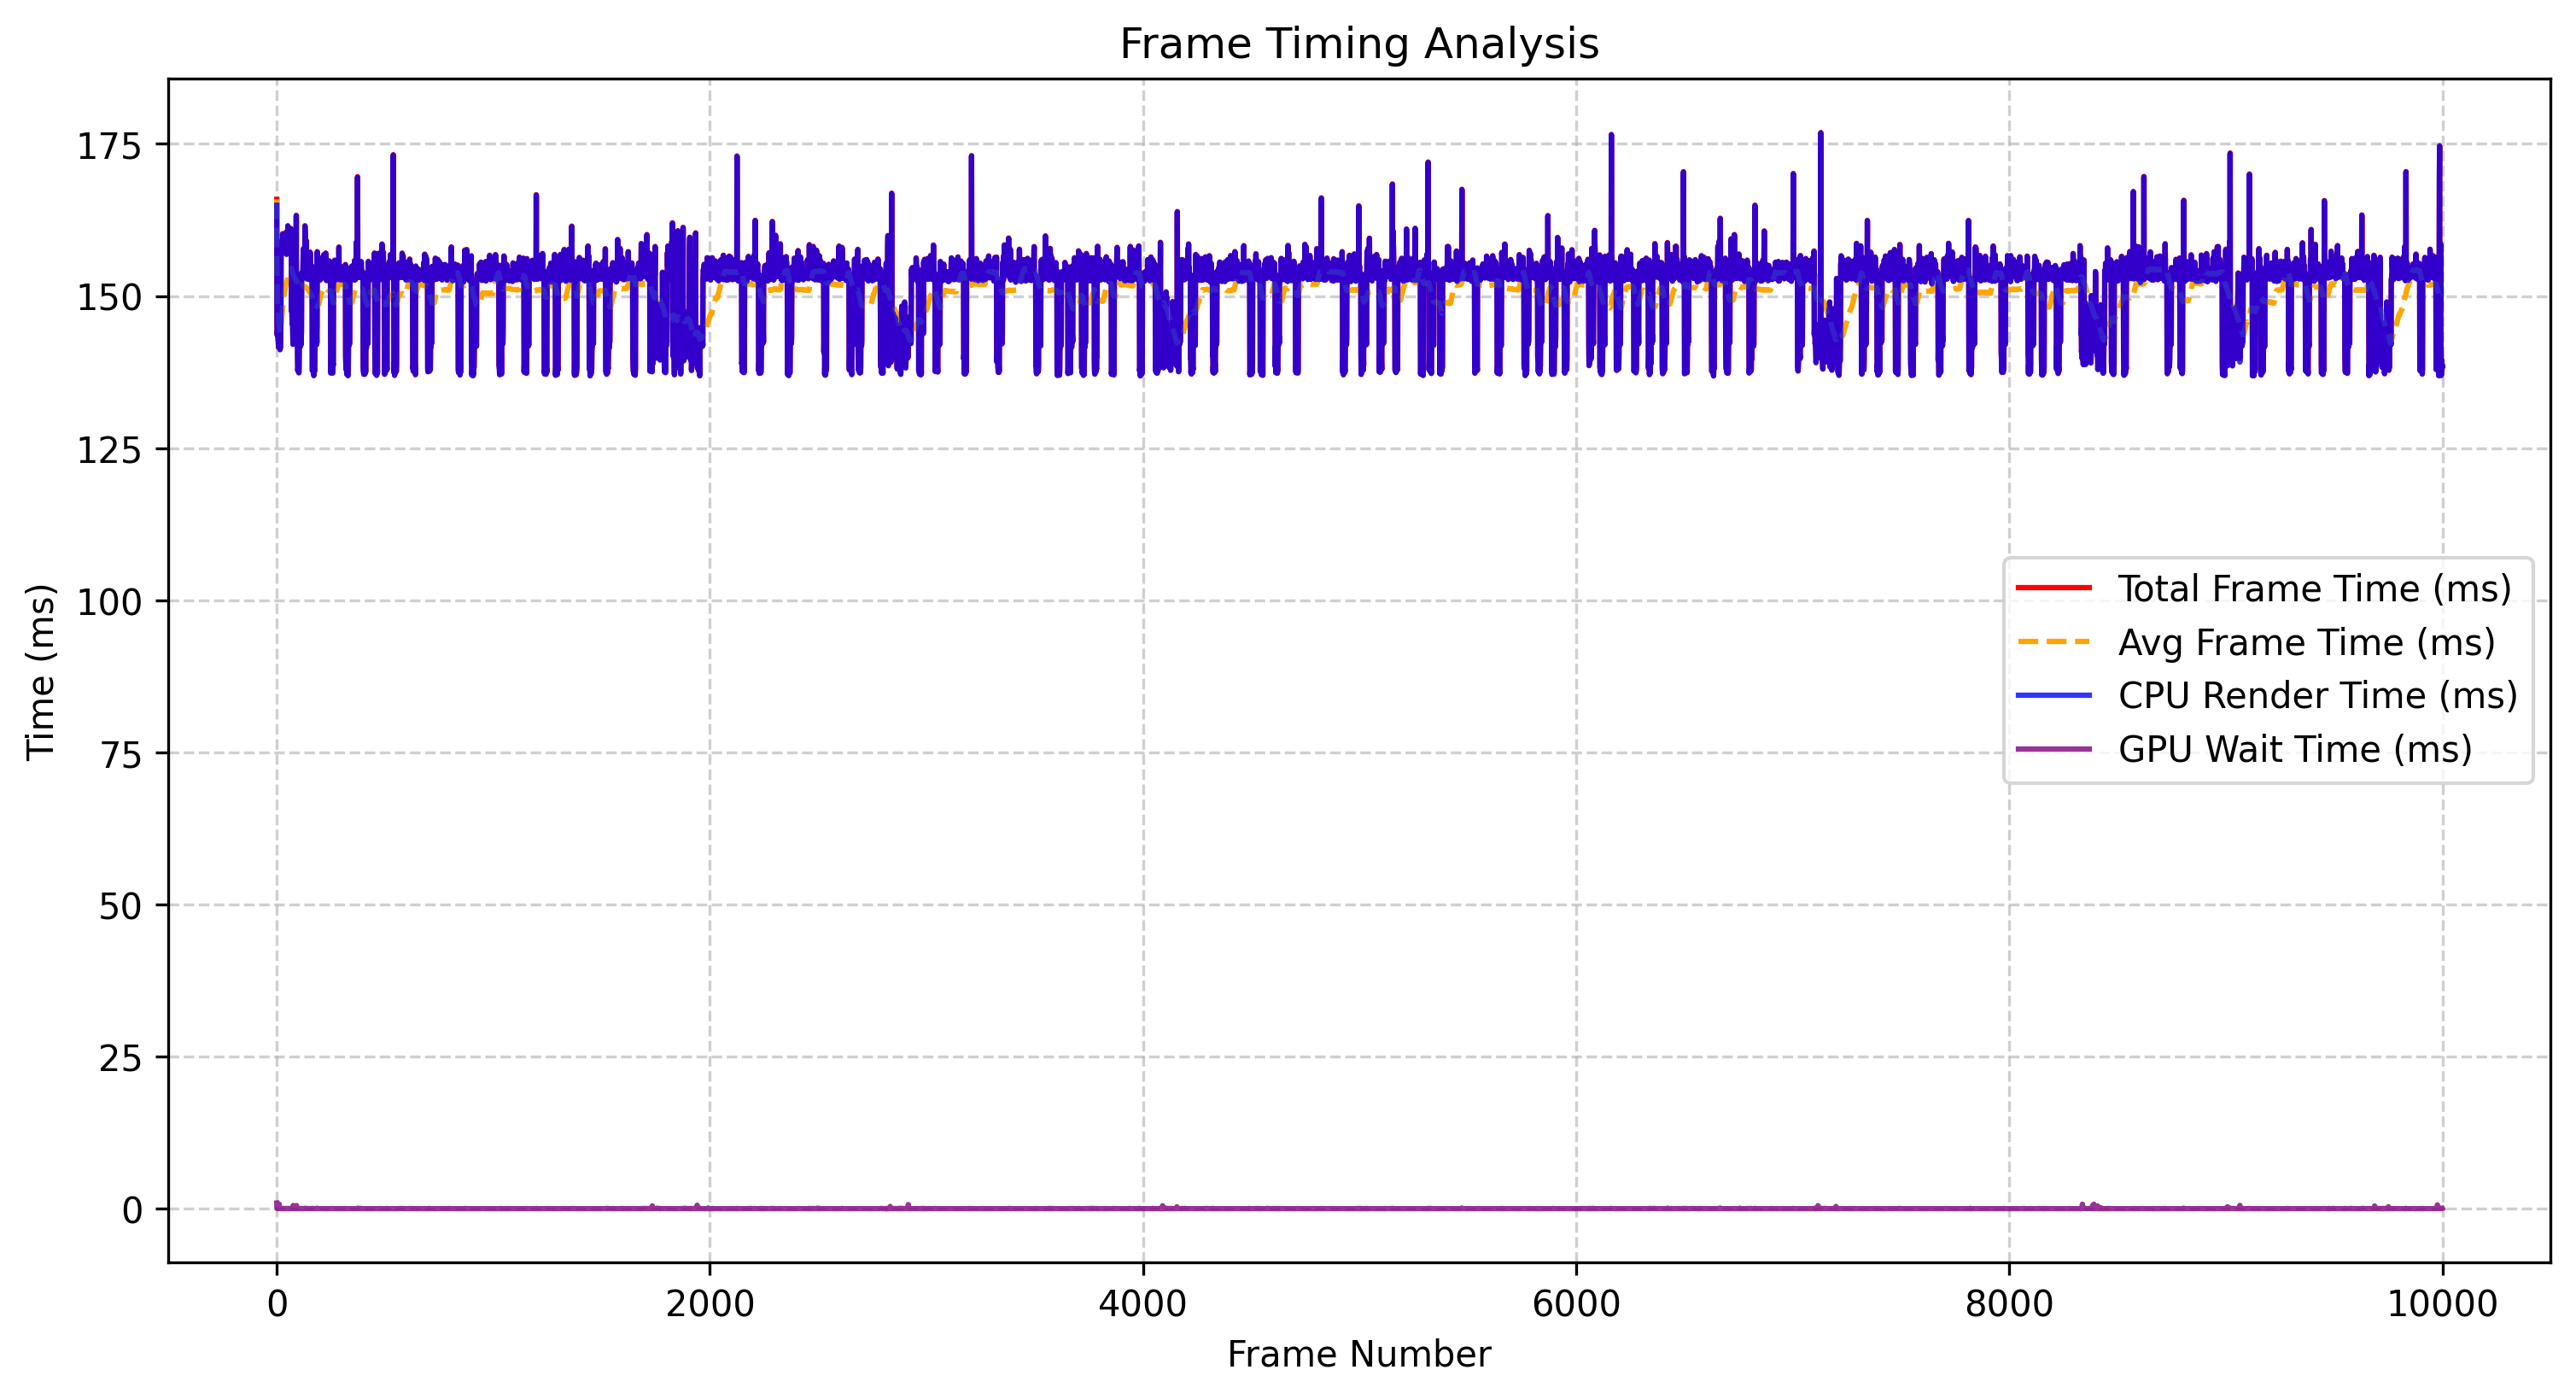 Frame Timing Analysis
Time (ms)
175
150
125
100
75
50
25
0
Total Frame Time (ms)
Avg Frame Time (ms)
CPU Render Time (ms)
GPU Wait Time (ms)
0 2000 4000 6000 8000 10000
Frame Number